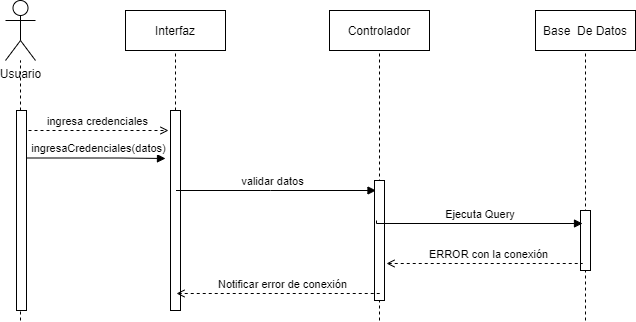 Interfaz
Controlador
Base De Datos
Usuario
ingresa credenciales
ingresaCredenciales(datos)
validar datos
Ejecuta Query
ERROR con la conexión
Notificar error de conexión